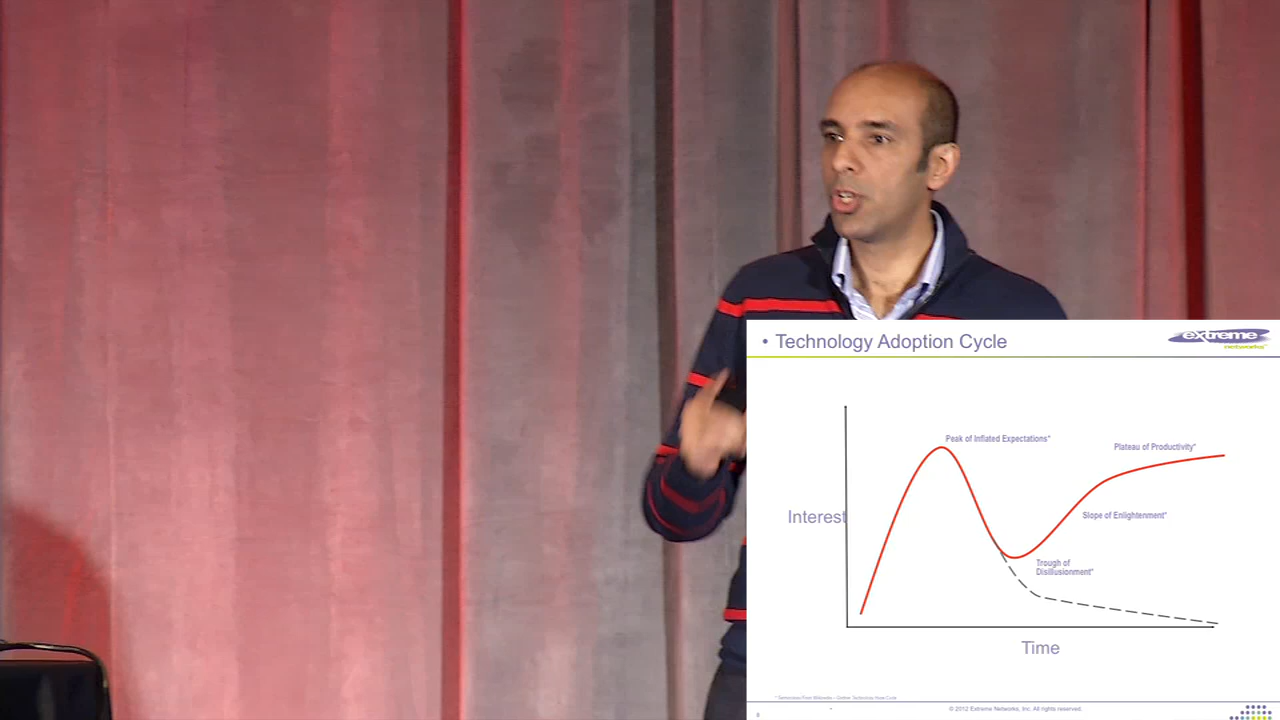 • Technology Adoption Cycle
extreme
networks
Peak of Inflated Expectations*
Plateau of Productivity*
Interest
Slope of Enlightenment*
Trough of
Disillusionment*
Time
© 2012 Extreme Networks, Inc. All rights reserved.